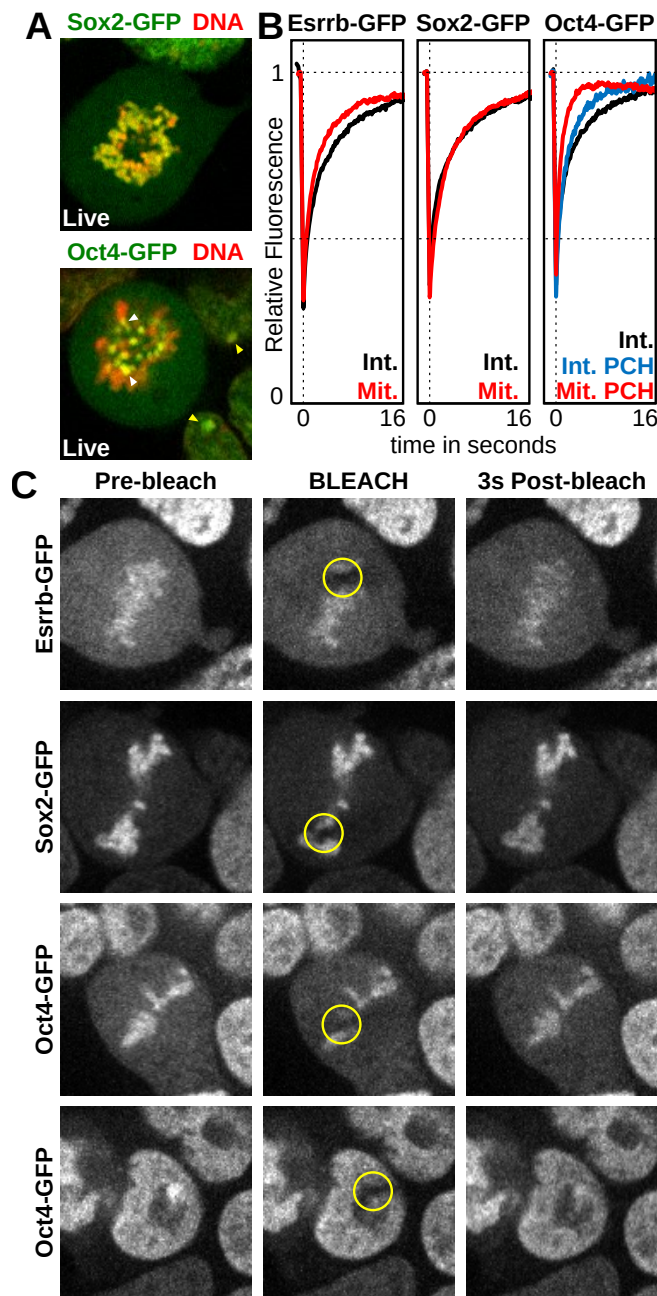 A
Sox2-GFP DNA
Live
Oct4-GFP DNA
Live
B
Esrrb-GFP Sox2-GFP Oct4-GFP
Relative Fluorescence
1
0
Int.
Mit.
Int.
Mit.
Int.
Int. PCH
Mit. PCH
0 16 0 16 0 16
time in seconds
C
Pre-bleach BLEACH 3s Post-bleach
Esrrb-GFP
Sox2-GFP
Oct4-GFP
Oct4-GFP